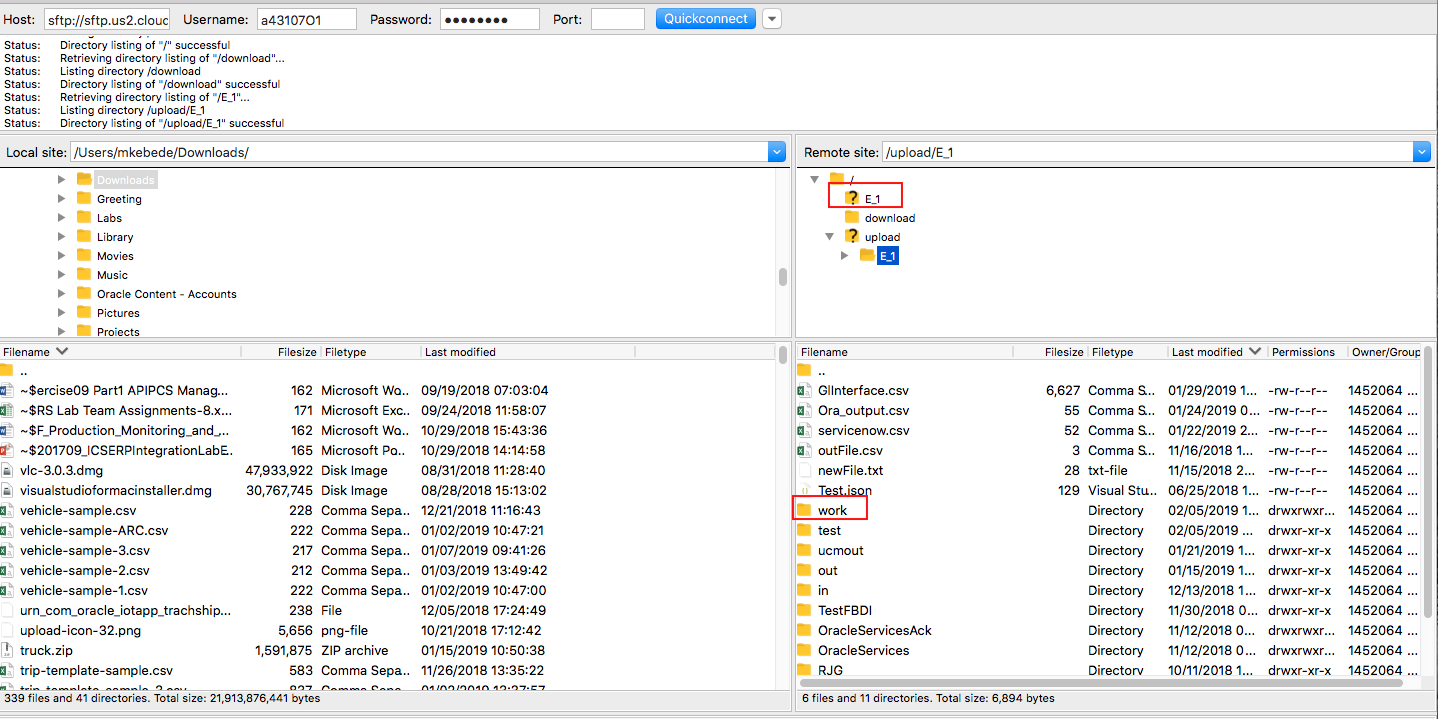 Host: sftp://sftp.us2.cloud Username: a43107O1 Password: ●●●●●●●● Port: Quickconnect
Status: Directory listing of "/" successful
Status: Retrieving directory listing of "/download"...
Status: Listing directory /download
Status: Directory listing of "/download" successful
Status: Retrieving directory listing of "/E_1"...
Status: Listing directory /upload/E_1
Status: Directory listing of "/upload/E_1" successful
Local site: /Users/mkebede/Downloads/
Downloads
Greeting
Labs
Library
Movies
Music
Oracle Content - Accounts
Pictures
Projects
Filename Filesize Filetype Last modified
..
~$ercise09 Part1 APIPCS Manag... 162 Microsoft Wo... 09/19/2018 07:03:04
~$RS Lab Team Assignments-8.x... 171 Microsoft Exc... 09/24/2018 11:58:07
~$F_Production_Monitoring_and_... 162 Microsoft Wo... 10/29/2018 15:43:36
~$201709_ICSERPIntegrationLabE... 165 Microsoft Po... 10/29/2018 14:14:58
vlc-3.0.3.dmg 47,933,922 Disk Image 08/31/2018 11:28:40
visualstudioformacinstaller.dmg 30,767,745 Disk Image 08/28/2018 15:13:02
vehicle-sample.csv 228 Comma Sepa... 12/21/2018 11:16:43
vehicle-sample-ARC.csv 222 Comma Sepa... 01/02/2019 10:47:21
vehicle-sample-3.csv 217 Comma Sepa... 01/07/2019 09:41:26
vehicle-sample-2.csv 212 Comma Sepa... 01/03/2019 13:49:42
vehicle-sample-1.csv 222 Comma Sepa... 01/02/2019 10:47:00
urn_com_oracle_iotapp_trachship... 238 File 12/05/2018 17:24:49
upload-icon-32.png 5,656 png-file 10/21/2018 17:12:42
truck.zip 1,591,875 ZIP archive 01/15/2019 10:50:38
trip-template-sample.csv 583 Comma Sepa... 11/26/2018 13:35:22
trip-template-sample-2.csv 837 Comma Sepa... 01/02/2019 13:37:57
339 files and 41 directories. Total size: 21,913,876,441 bytes
Remote site: /upload/E_1
/
E_1
download
upload
E_1
Filename Filesize Filetype Last modified Permissions Owner/Group
..
GlInterface.csv 6,627 Comma S... 01/29/2019 1... -rw-r--r-- 1452064 ...
Ora_output.csv 55 Comma S... 01/24/2019 0... -rw-r--r-- 1452064 ...
servicenow.csv 52 Comma S... 01/22/2019 2... -rw-r--r-- 1452064 ...
outFile.csv 3 Comma S... 11/16/2018 1... -rw-r--r-- 1452064 ...
newFile.txt 28 txt-file 11/15/2018 2... -rw-r--r-- 1452064 ...
Test.json 129 Visual Stu... 06/25/2018 1... -rw-r--r-- 1452064 ...
work Directory 02/05/2019 1... drwxrwxr... 1452064 ...
test Directory 02/05/2019 ... drwxr-xr-x 1452064 ...
ucmout Directory 01/21/2019 1... drwxr-xr-x 1452064 ...
out Directory 01/15/2019 1... drwxr-xr-x 1452064 ...
in Directory 12/13/2018 1... drwxr-xr-x 1452064 ...
TestFBDI Directory 11/30/2018 0... drwxr-xr-x 1452064 ...
OracleServicesAck Directory 11/12/2018 0... drwxrwxr... 1452064 ...
OracleServices Directory 11/12/2018 0... drwxrwxr... 1452064 ...
RJG Directory 10/11/2018 1... drwxr-xr-x 1452064 ...
6 files and 11 directories. Total size: 6,894 bytes